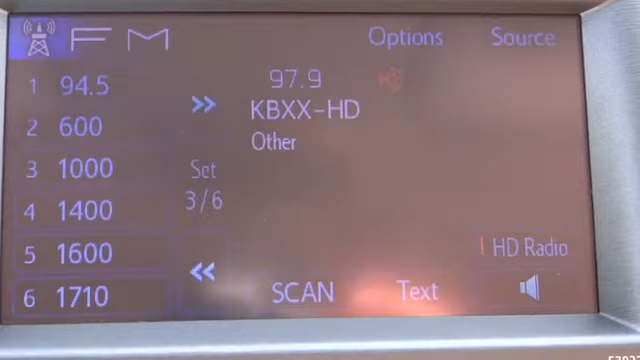 FM
Options
Source
1 94.5
2 600
3 1000
4 1400
5 1600
6 1710
Set
3/6
97.9
KBXX-HD
Other
HD Radio
SCAN
Text